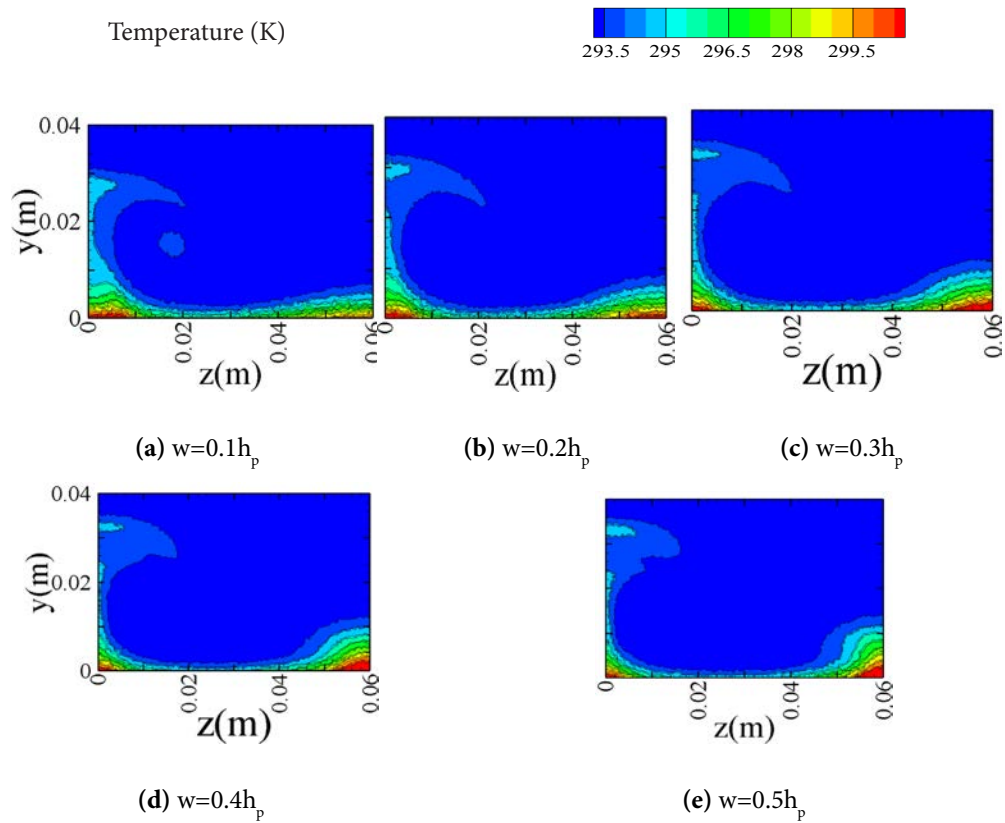 Temperature (K)
293.5 295 296.5 298 299.5
0.04
0.02
0
y(m)
0 0.02 0.04 0.06
z(m)
0 0.02 0.04 0.06
z(m)
0 0.02 0.04 0.06
z(m)
(a) w=0.1hp
(b) w=0.2hp
(c) w=0.3hp
0.04
0.02
0
y(m)
0 0.02 0.04 0.06
z(m)
0 0.02 0.04 0.06
z(m)
(d) w=0.4hp
(e) w=0.5hp